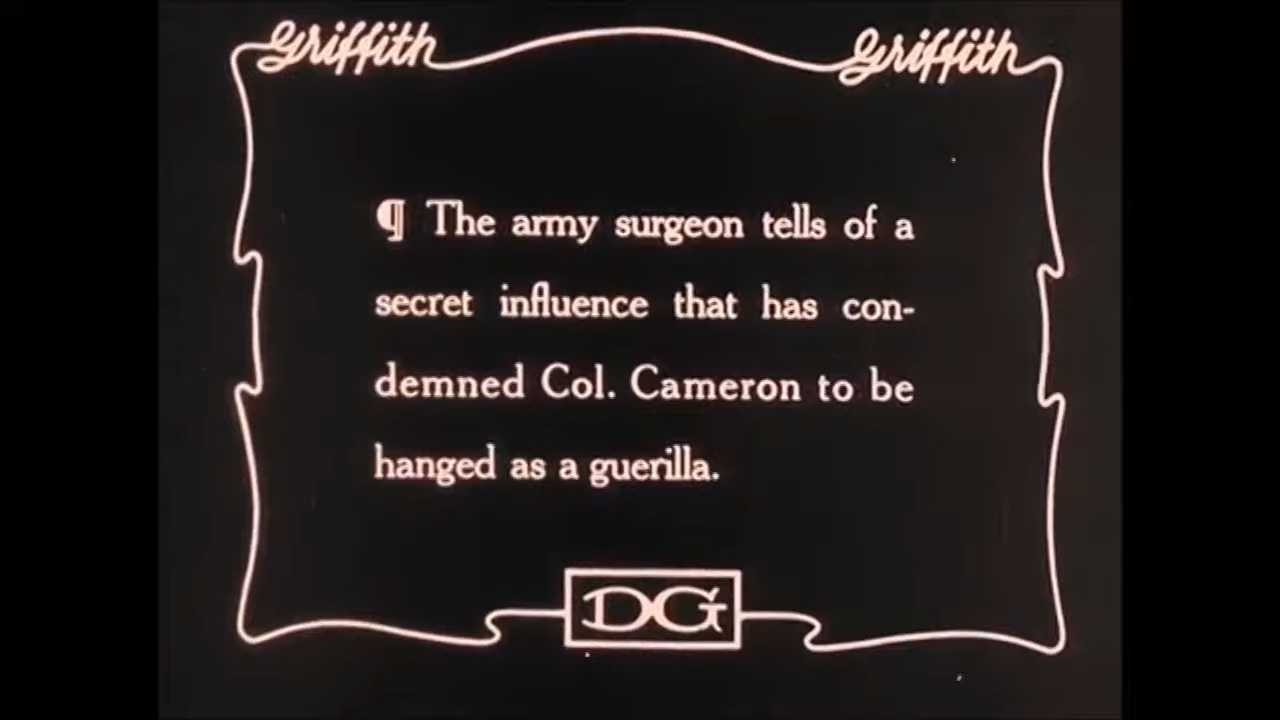 Griffith Griffith
¶ The army surgeon tells of a
secret influence that has con-
demned Col. Cameron to be
hanged as a guerilla.
DG